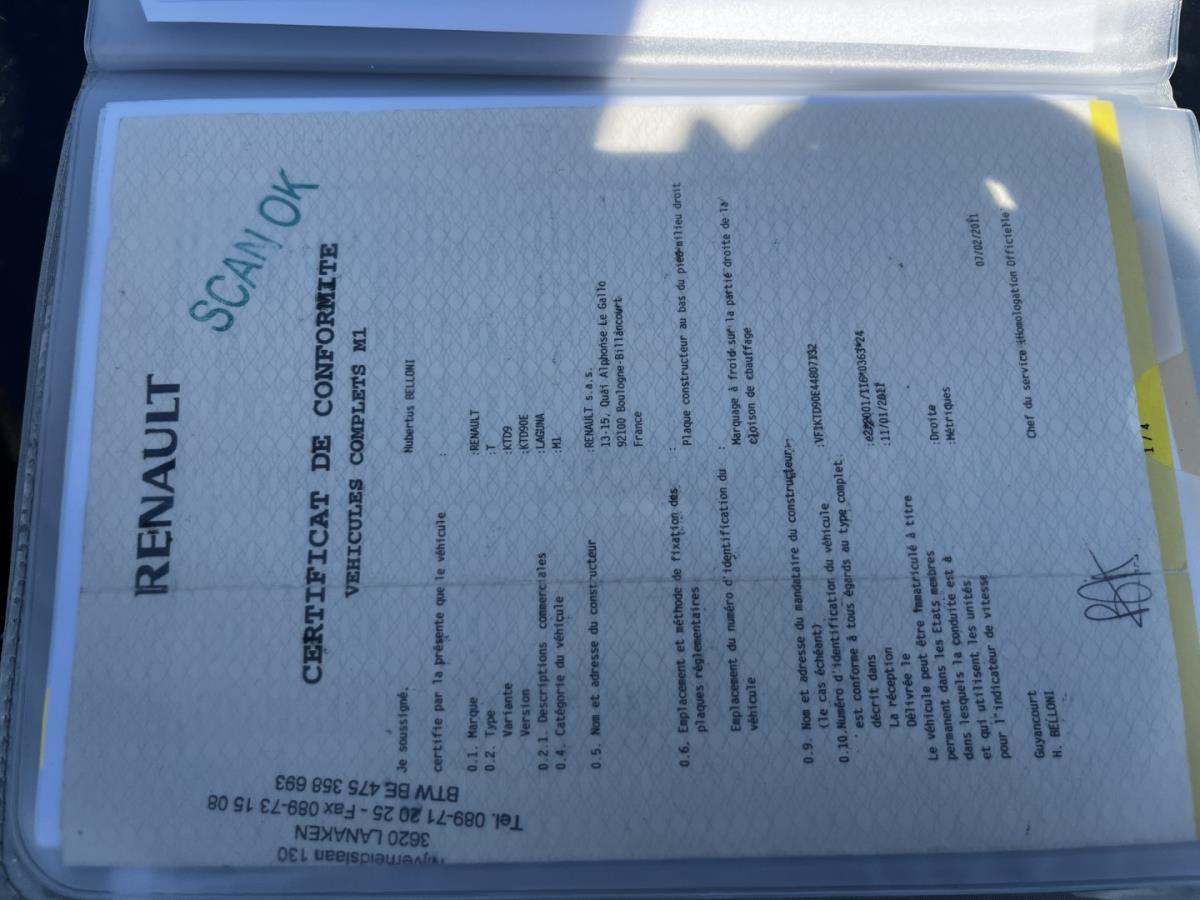 RENAULT
SCAN OK
CERTIFICAT DE CONFORMITE
VEHICULES COMPLETS M1
Je soussigné, Hubertus BELLONI
certifie par la présente que le véhicule :
0.1. Marque :RENAULT
0.2. Type :T
Variante :KTD9
Version :KTD90E
0.2.1 Descriptions commerciales :LAGUNA
0.4. Catégorie du véhicule :M1
0.5. Nom et adresse du constructeur :RENAULT s.a.s.
13-15, Quai Alphonse Le Gallo
92100 Boulogne-Billancourt
France
0.6. Emplacement et méthode de fixation des :
plaques réglementaires Plaque constructeur au bas du pied milieu droit
Emplacement du numéro d'identification du :
véhicule Marquage à froid sur la partie droite de la
cloison de chauffage
0.9. Nom et adresse du mandataire du constructeur:
(le cas échéant)
0.10.Numéro d'identification du véhicule :VF1KTD90E44807132
est conforme à tous égards au type complet
décrit dans
La réception
Délivrée le
Le véhicule peut être immatriculé à titre
permanent dans les Etats membres
dans lesquels la conduite est à :Droite
et qui utilisent les unités :Métriques
pour l'indicateur de vitesse
Guyancourt 07/02/2011
H. BELLONI Chef du service Homologation Officielle
1 / 4
130
3620 LANAKEN
Tel. 089-71 20 25 - Fax 089-73 15 08
BTW BE 475 358 693